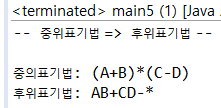 <terminated> main5 (1) [Java
-- 중위표기법 => 후위표기법 --
중의표기법: (A+B)*(C-D)
후위표기법: AB+CD-*